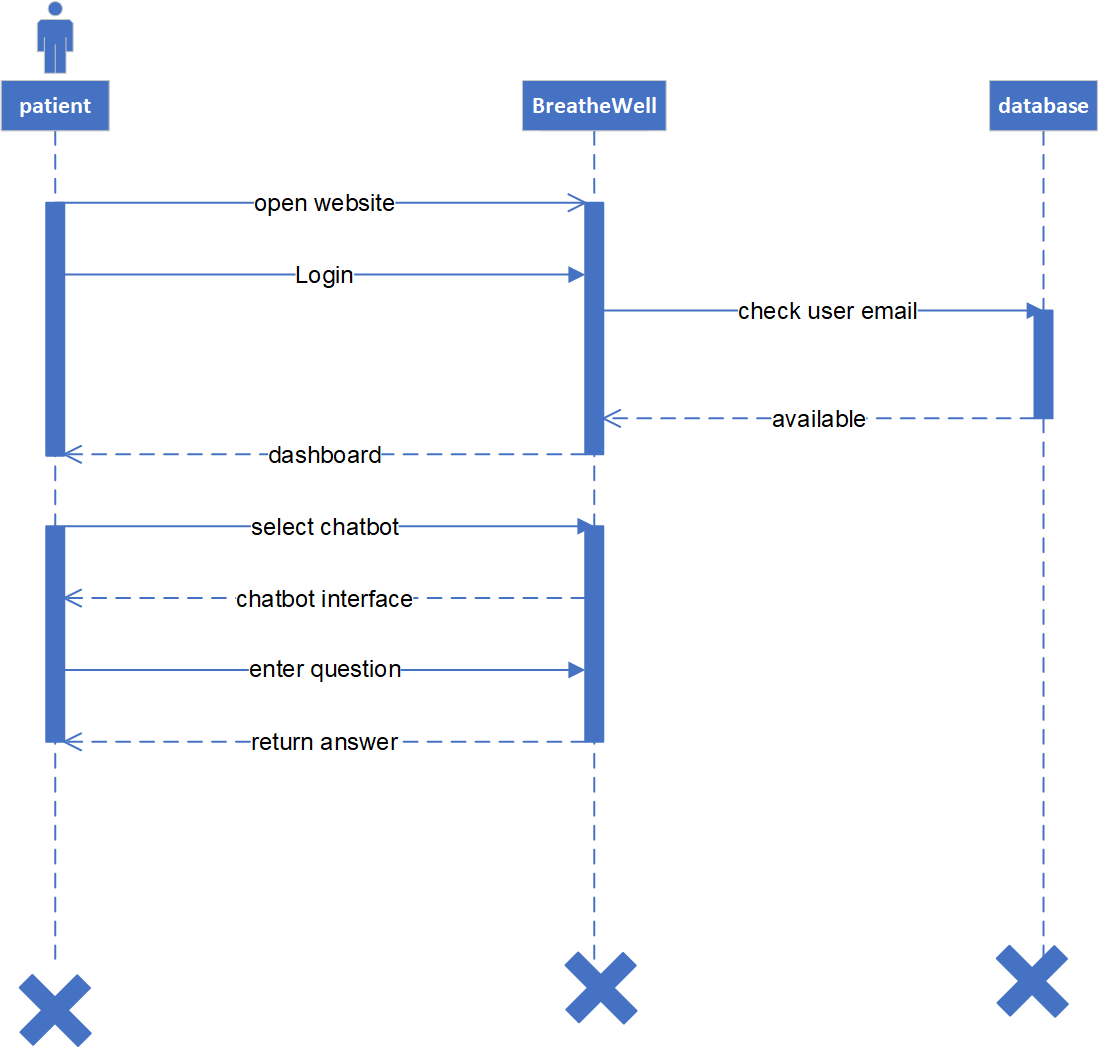 patient
BreatheWell
database
open website
Login
check user email
available
dashboard
select chatbot
chatbot interface
enter question
return answer